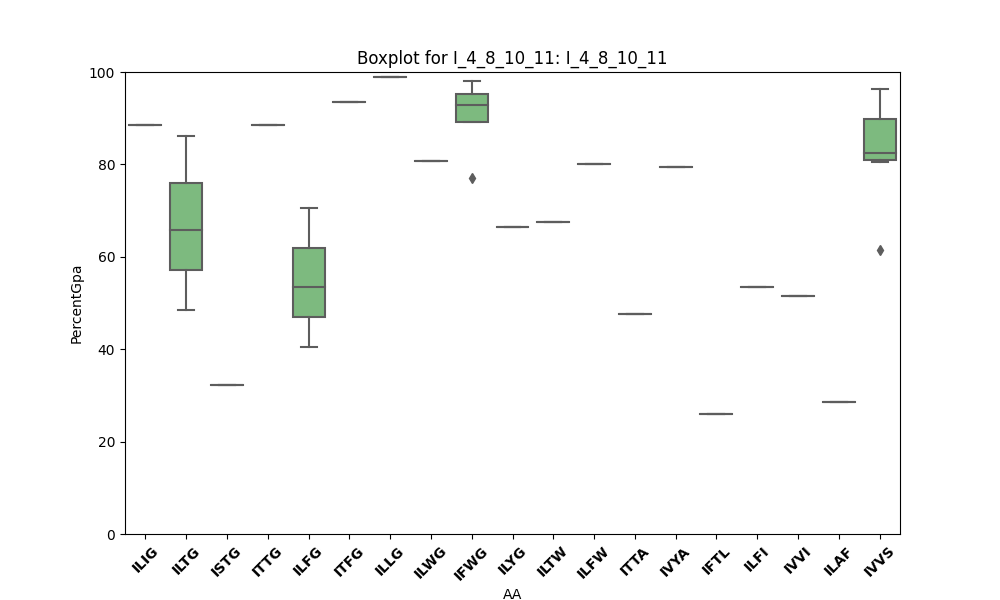 Boxplot for I_4_8_10_11: I_4_8_10_11
100
80
60
40
20
0
PercentGpa
ILIG ILTG ISTG ITTG ILFG ITFG ILLG ILWG IFWG ILYG ILTW ILFW ITTA IVYA IFTL ILFI IVVI ILAF IVVS
AA